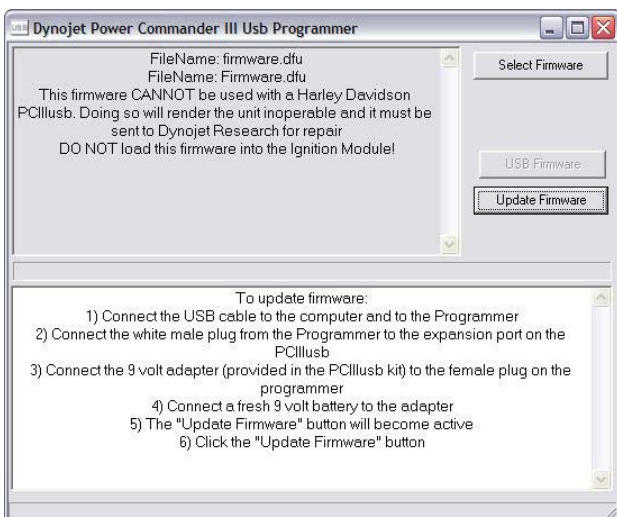 USB Dynojet Power Commander III Usb Programmer
FileName: firmware.dfu
FileName: Firmware.dfu
This firmware CANNOT be used with a Harley Davidson
PCIIIusb. Doing so will render the unit inoperable and it must be
sent to Dynojet Research for repair
DO NOT load this firmware into the Ignition Module!
Select Firmware
USB Firmware
Update Firmware
To update firmware:
1) Connect the USB cable to the computer and to the Programmer
2) Connect the white male plug from the Programmer to the expansion port on the
PCIIIusb
3) Connect the 9 volt adapter (provided in the PCIIIusb kit) to the female plug on the
programmer
4) Connect a fresh 9 volt battery to the adapter
5) The "Update Firmware" button will become active
6) Click the "Update Firmware" button